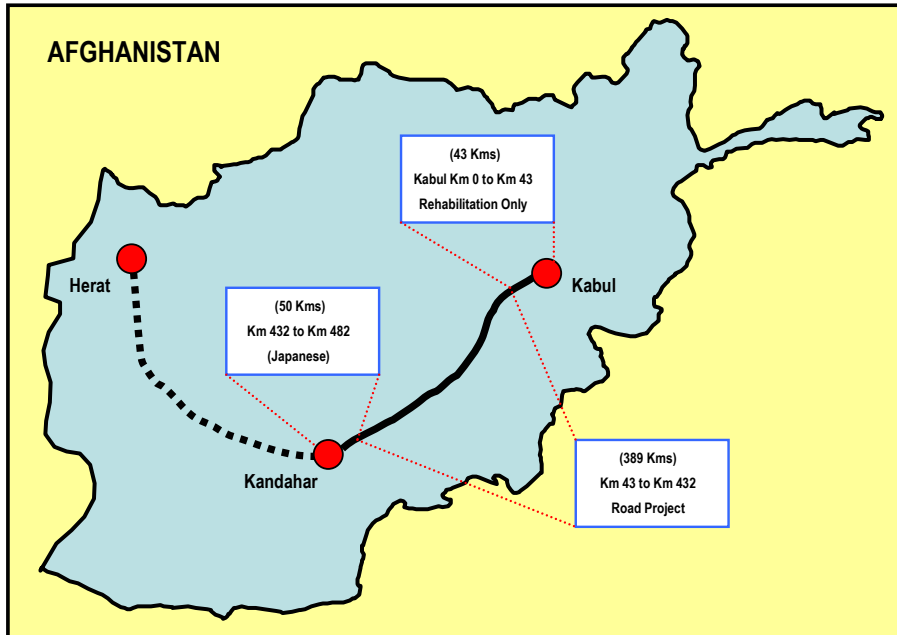 AFGHANISTAN
(43 Kms)
Kabul Km 0 to Km 43
Rehabilitation Only
Herat
Kabul
(50 Kms)
Km 432 to Km 482
(Japanese)
Kandahar
(389 Kms)
Km 43 to Km 432
Road Project